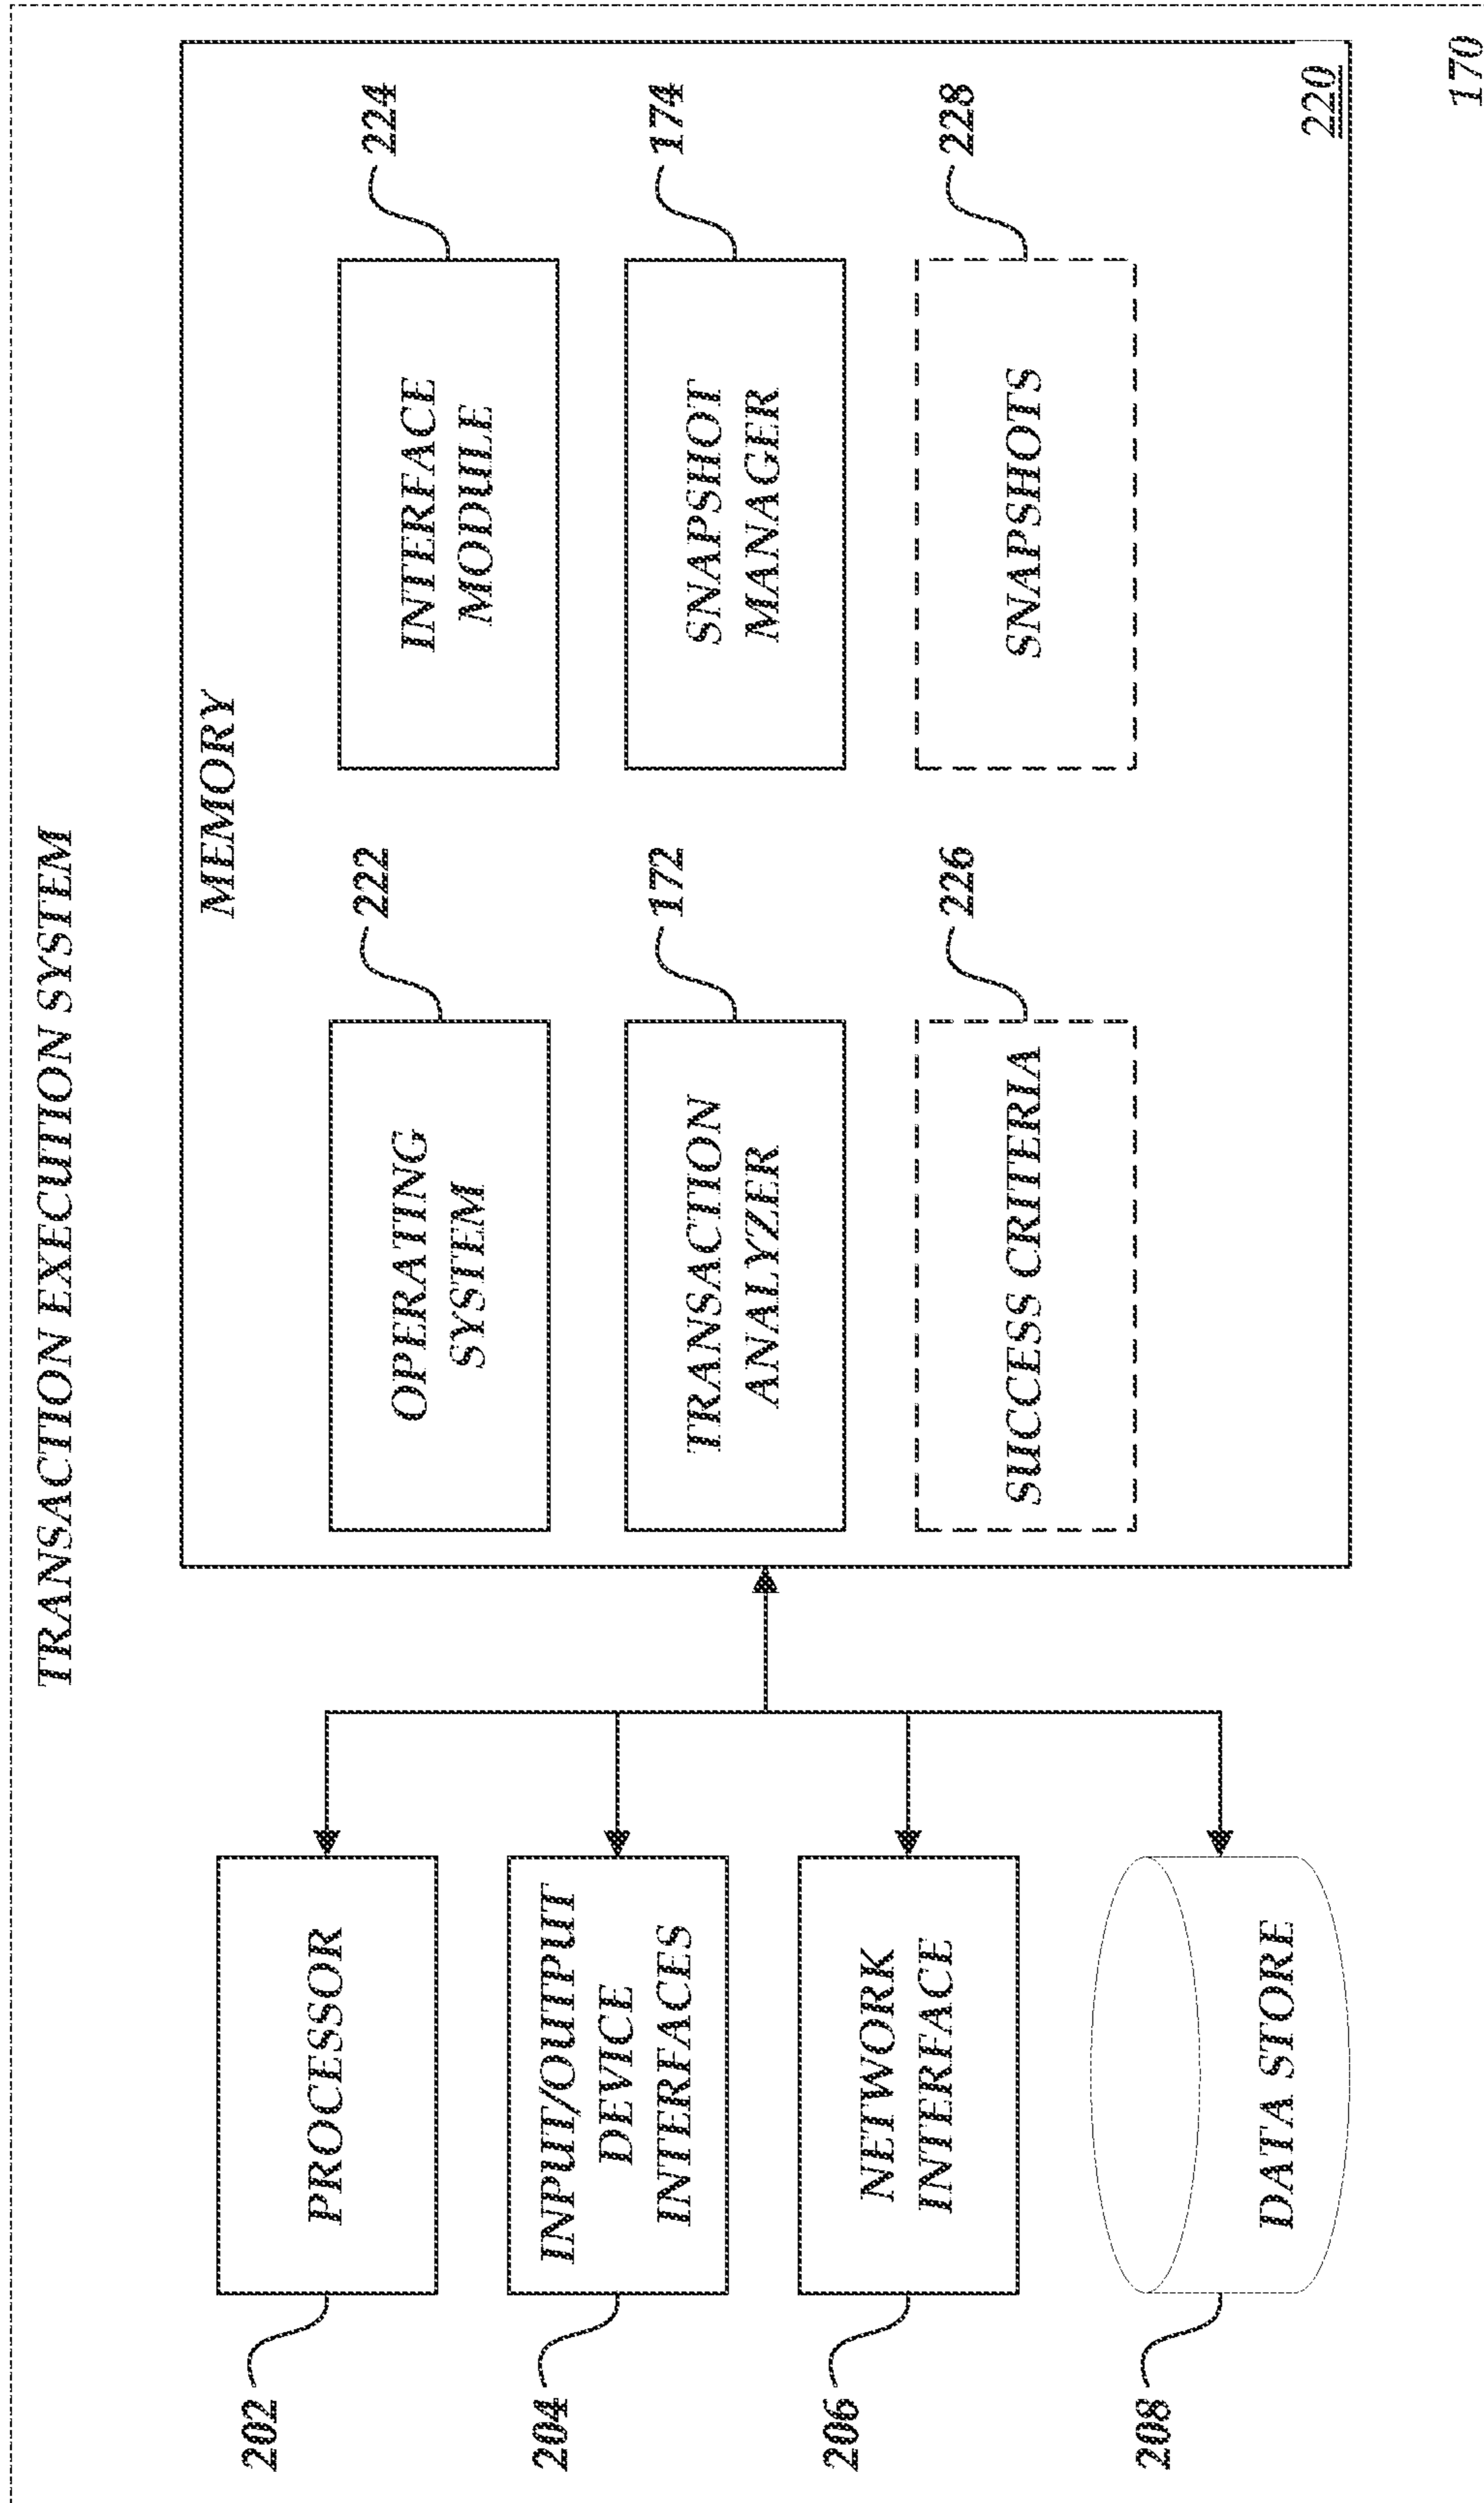 TRANSACTION EXECUTION SYSTEM
202
PROCESSOR
204
INPUT/OUTPUT
DEVICE
INTERFACES
206
NETWORK
INTERFACE
208
DATA STORE
MEMORY
222
OPERATING
SYSTEM
224
INTERFACE
MODULE
172
TRANSACTION
ANALYZER
174
SNAPSHOT
MANAGER
226
SUCCESS CRITERIA
228
SNAPSHOTS
220
170